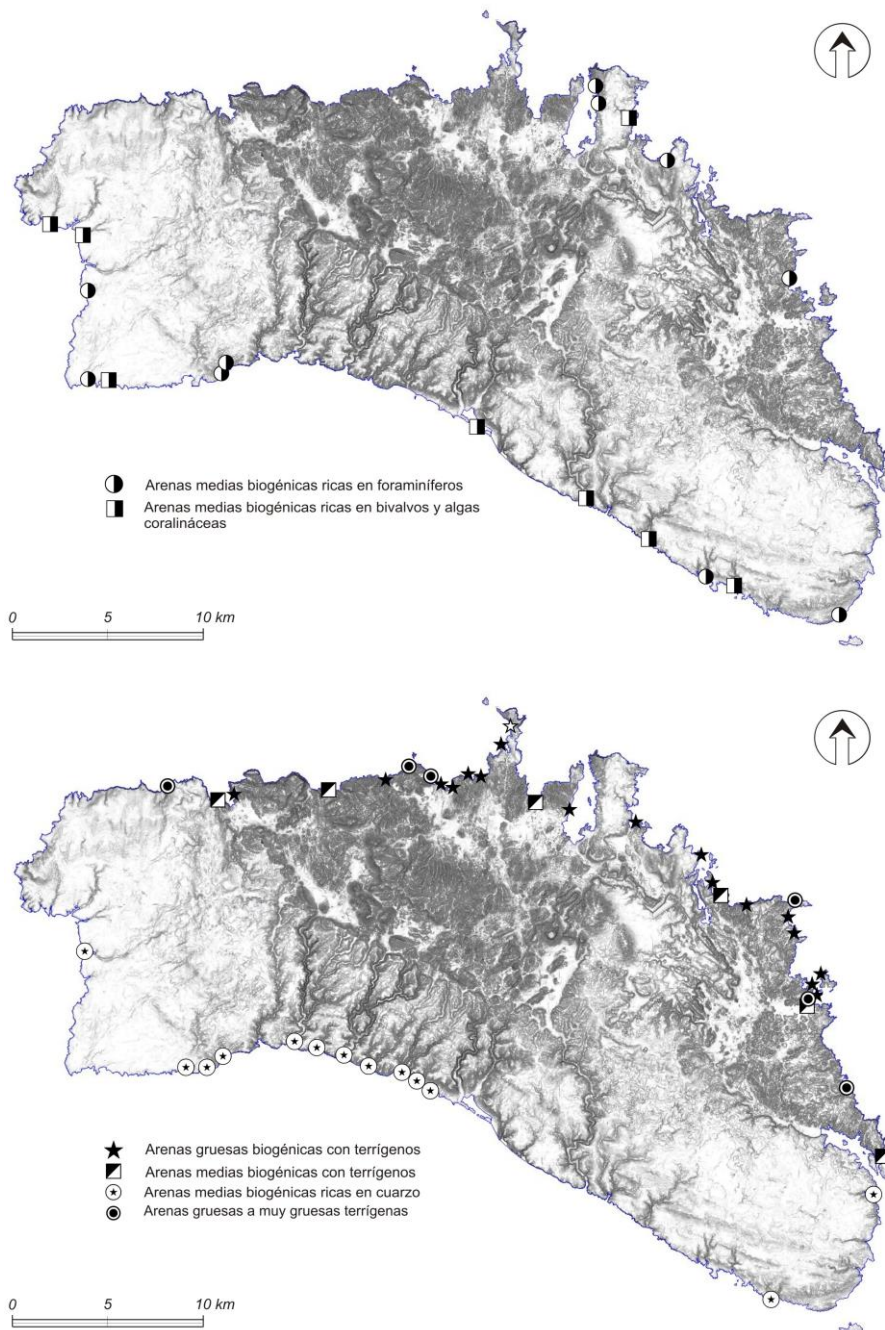 Arenas medias biogénicas ricas en foraminíferos
Arenas medias biogénicas ricas en bivalvos y algas
coralináceas
0 5 10 km
Arenas gruesas biogénicas con terrígenos
Arenas medias biogénicas con terrígenos
Arenas medias biogénicas ricas en cuarzo
Arenas gruesas a muy gruesas terrígenas
0 5 10 km